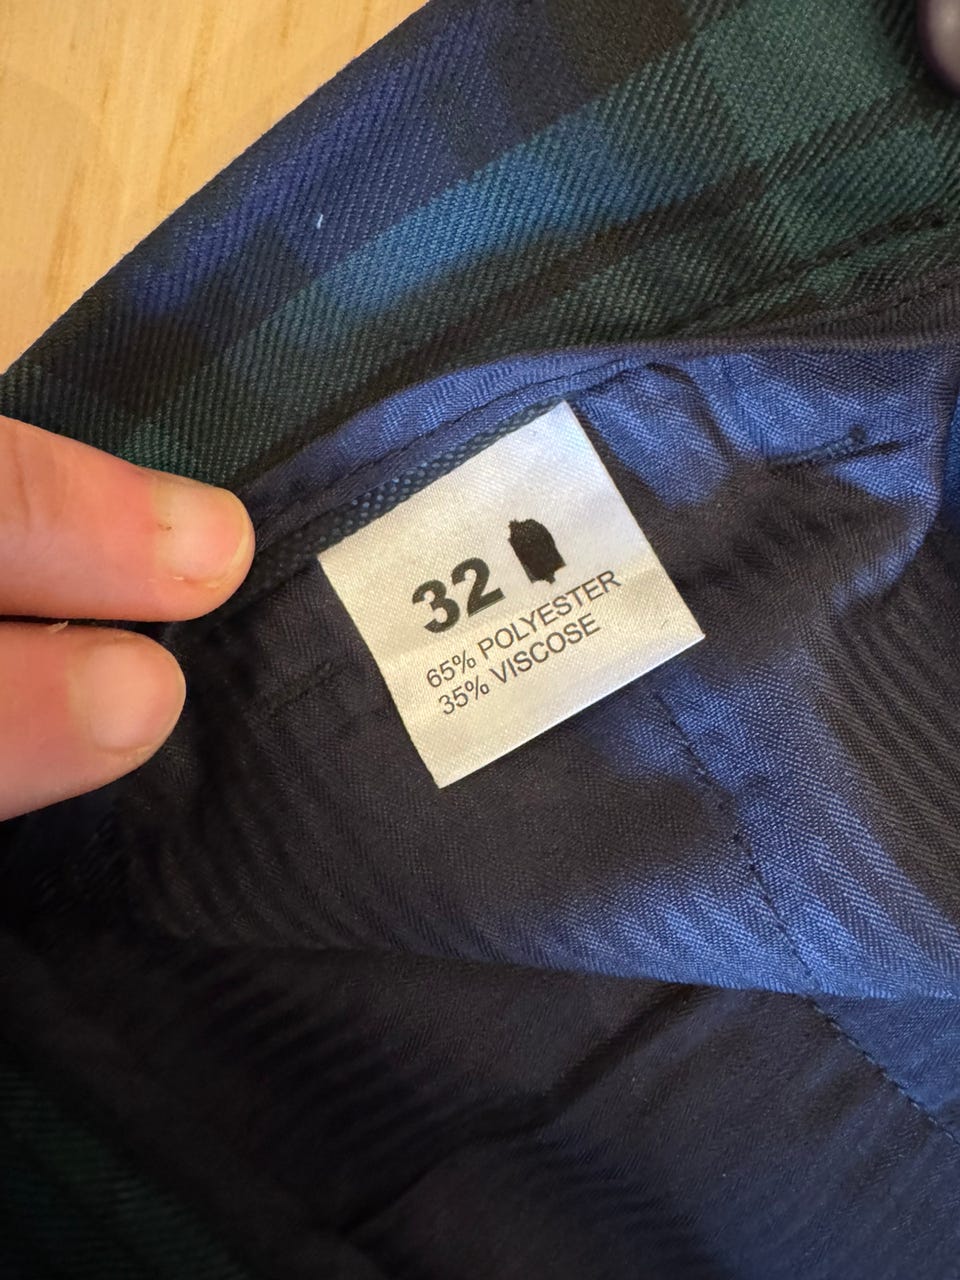 32
65% POLYESTER
35% VISCOSE